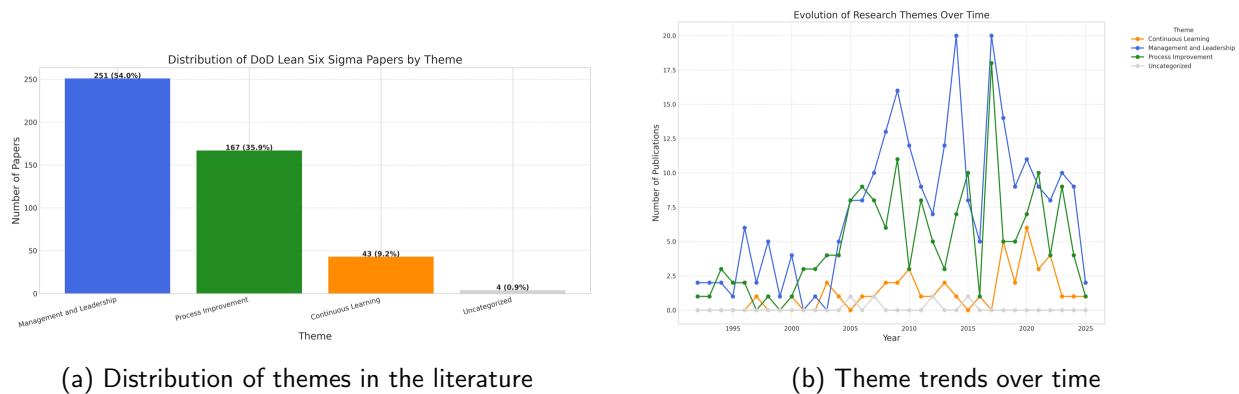 Distribution of DoD Lean Six Sigma Papers by Theme
251 (54.0%)
167 (35.9%)
43 (9.2%)
4 (0.9%)
250
200
150
100
50
0
Number of Papers
Management and Leadership
Process Improvement
Continuous Learning
Uncategorized
Theme
(a) Distribution of themes in the literature
Evolution of Research Themes Over Time
20.0
17.5
15.0
12.5
10.0
7.5
5.0
2.5
0.0
Number of Publications
1995
2000
2005
2010
2015
2020
2025
Year
Theme
Continuous Learning
Management and Leadership
Process Improvement
Uncategorized
(b) Theme trends over time